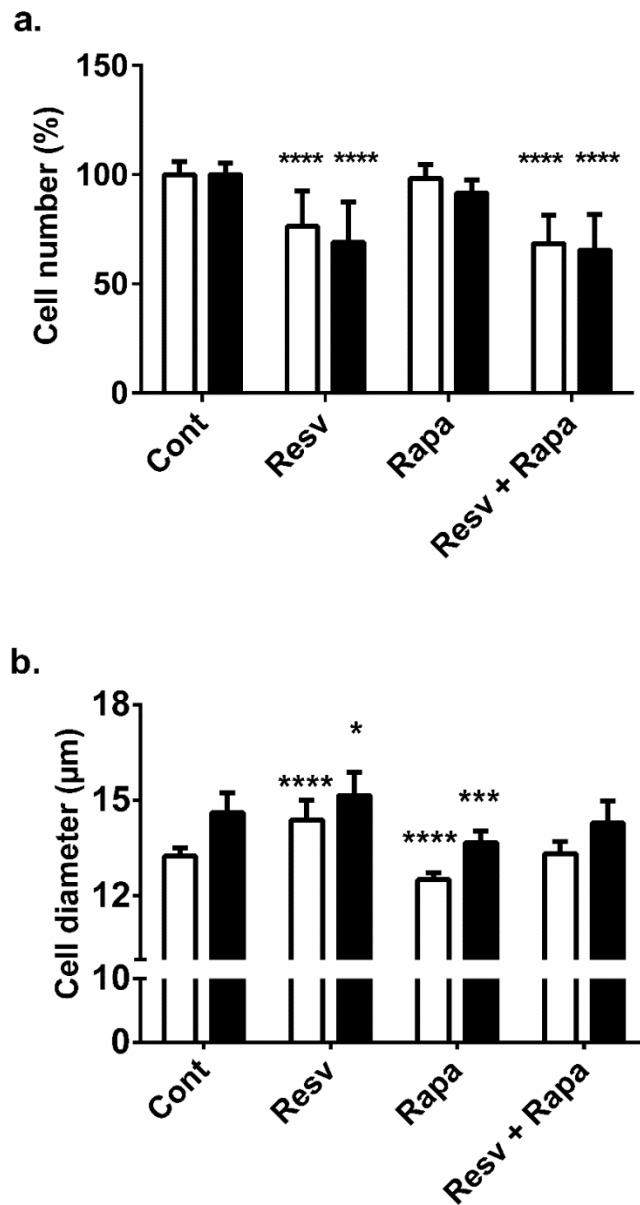 a.
Cell number (%)
150
100
50
0
**** **** **** ****
Cont Resv Rapa Resv + Rapa
b.
Cell diameter (µm)
18
15
12
10
0
**** * **** ***
Cont Resv Rapa Resv + Rapa